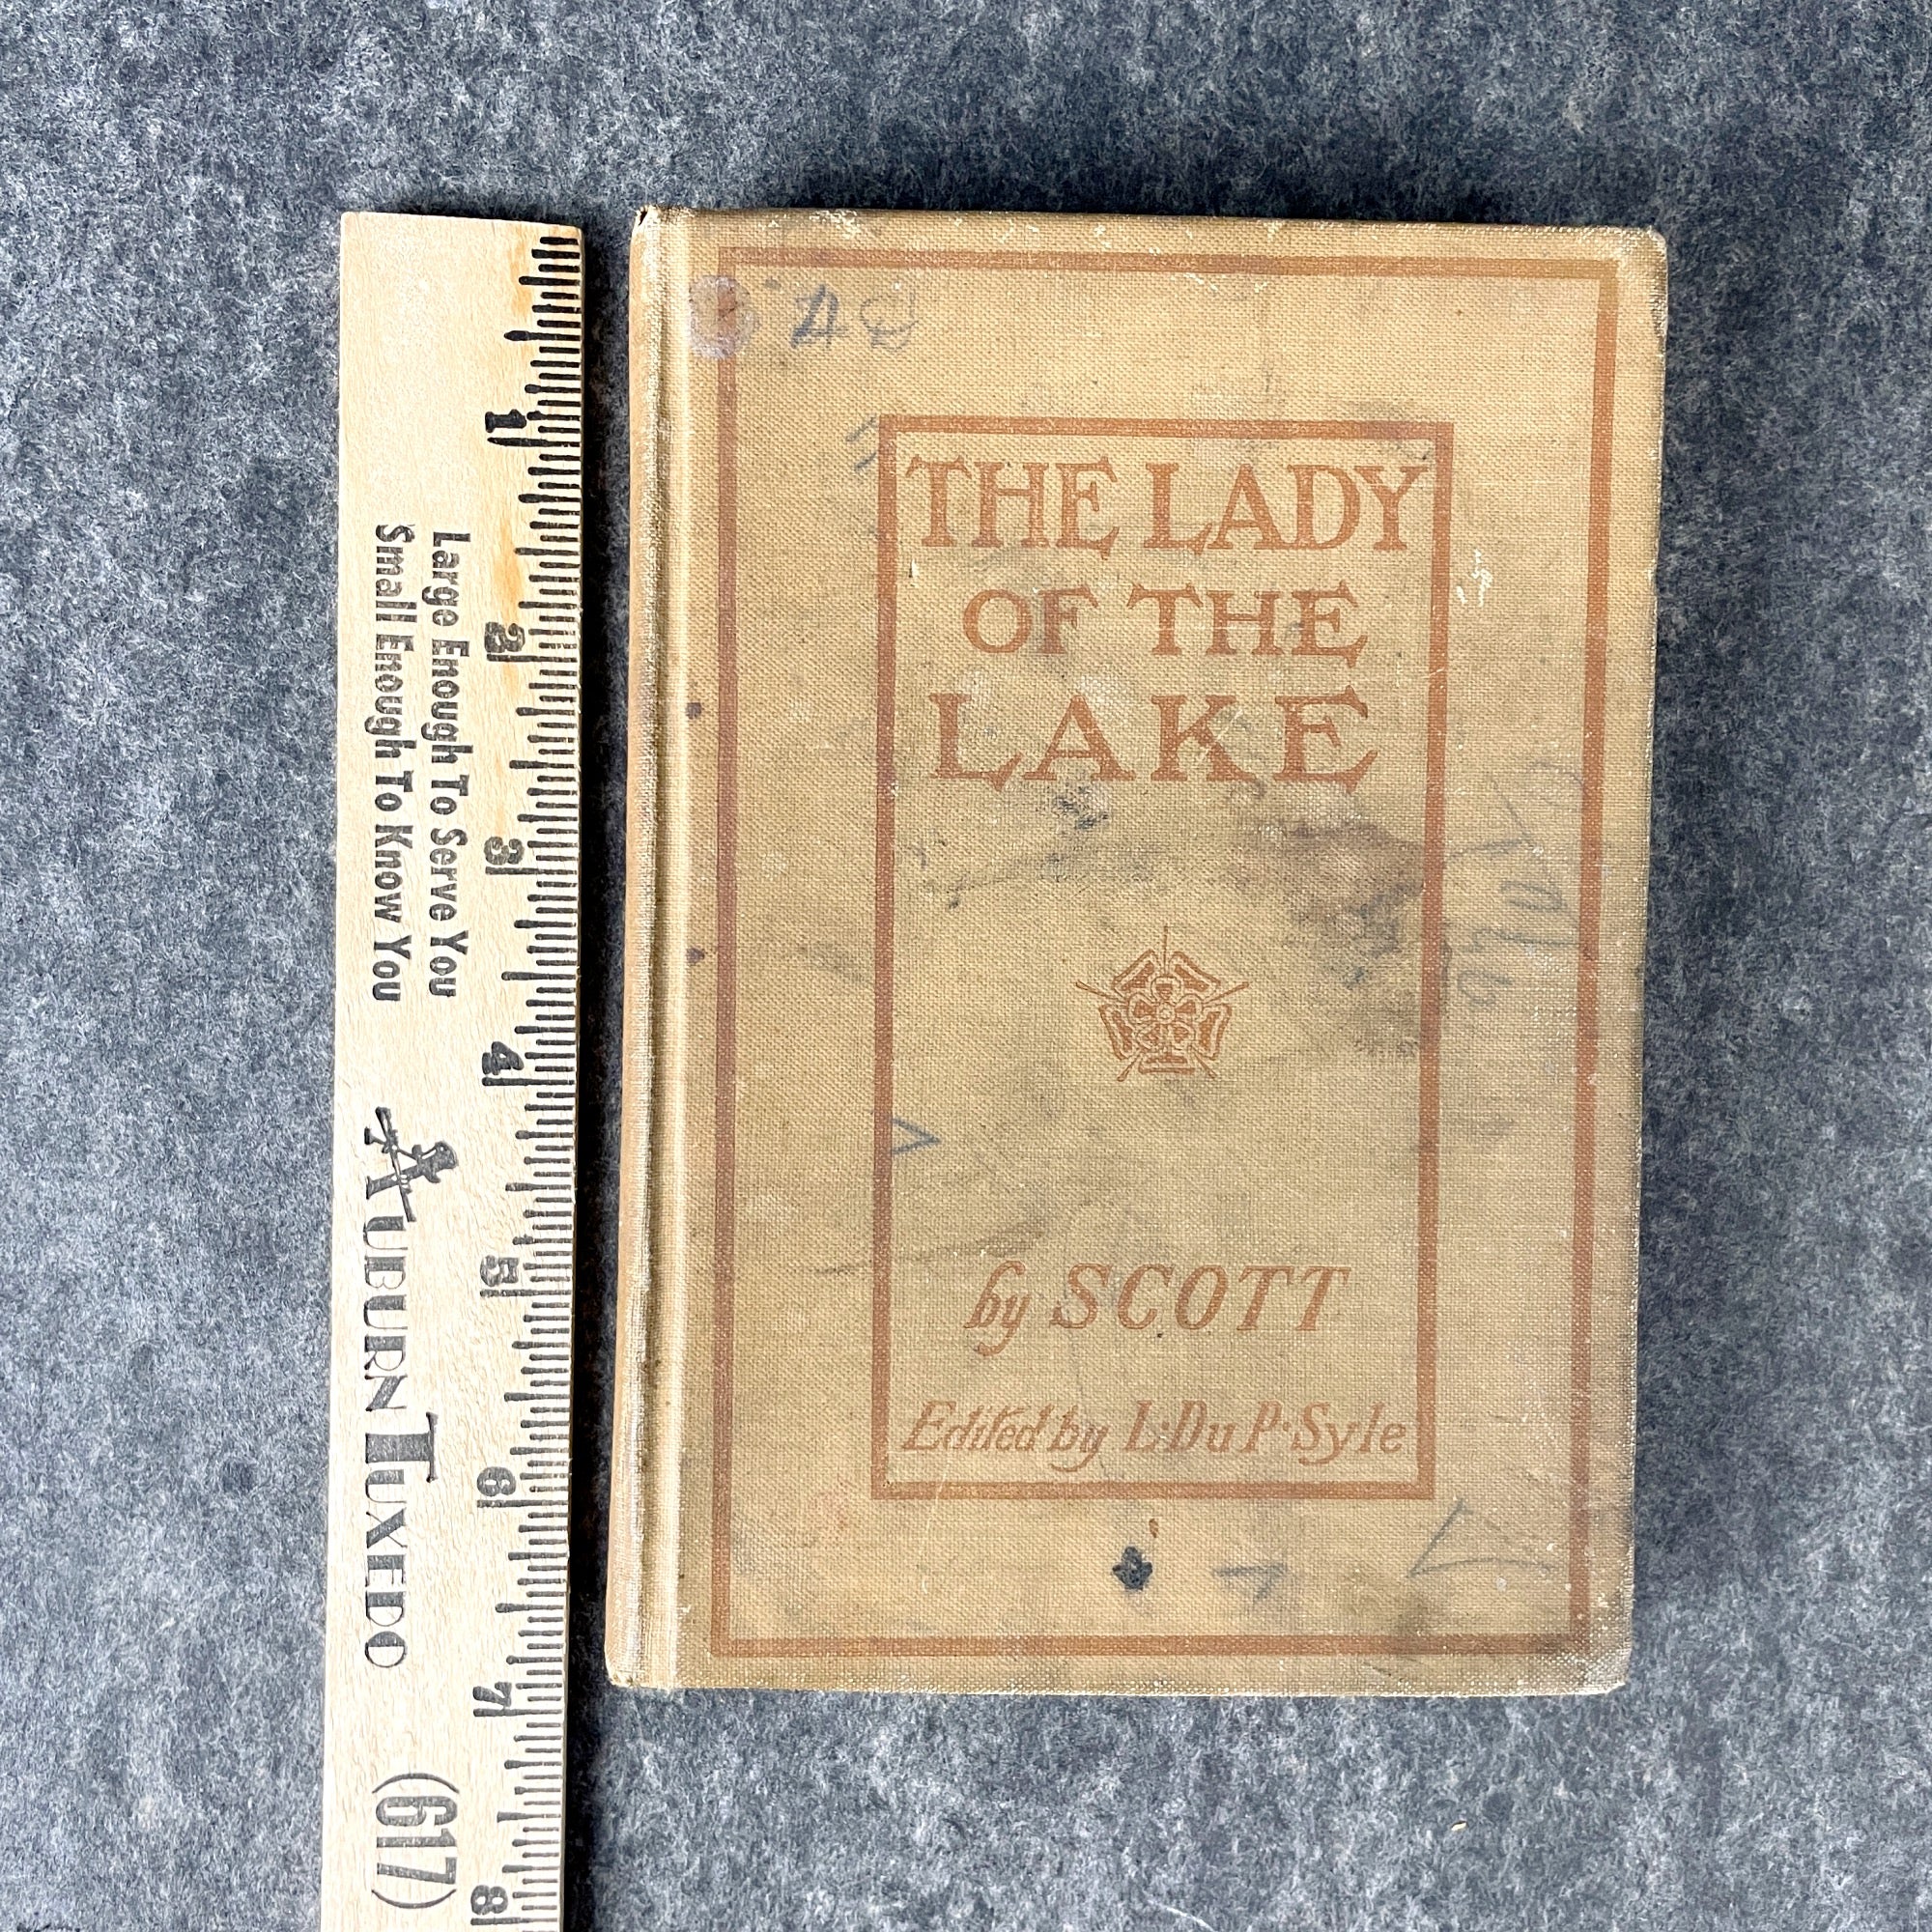 THE LADY
OF THE
LAKE
by SCOTT
Edited by L. Du P. Syle
1
2
3
4
5
6
7
8
Large Enough To Serve You
Small Enough To Know You
AUBURN TUXEDO
(617)